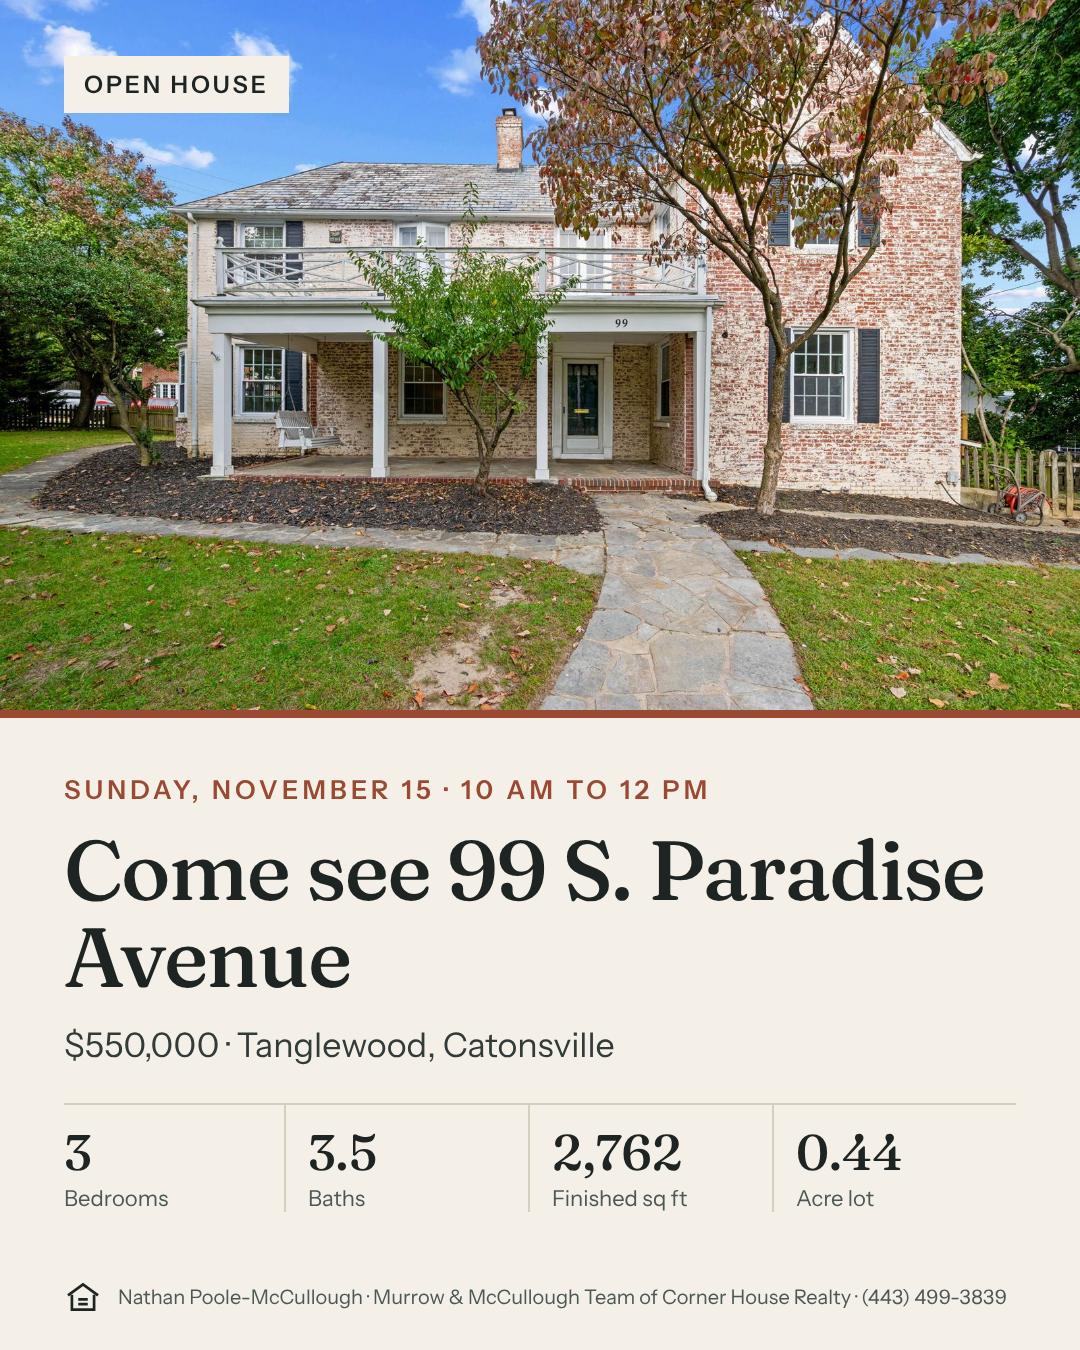 OPEN HOUSE
99
SUNDAY, NOVEMBER 15 · 10 AM TO 12 PM
Come see 99 S. Paradise
Avenue
$550,000 · Tanglewood, Catonsville
3
Bedrooms
3.5
Baths
2,762
Finished sq ft
0.44
Acre lot
Nathan Poole-McCullough · Murrow & McCullough Team of Corner House Realty · (443) 499-3839